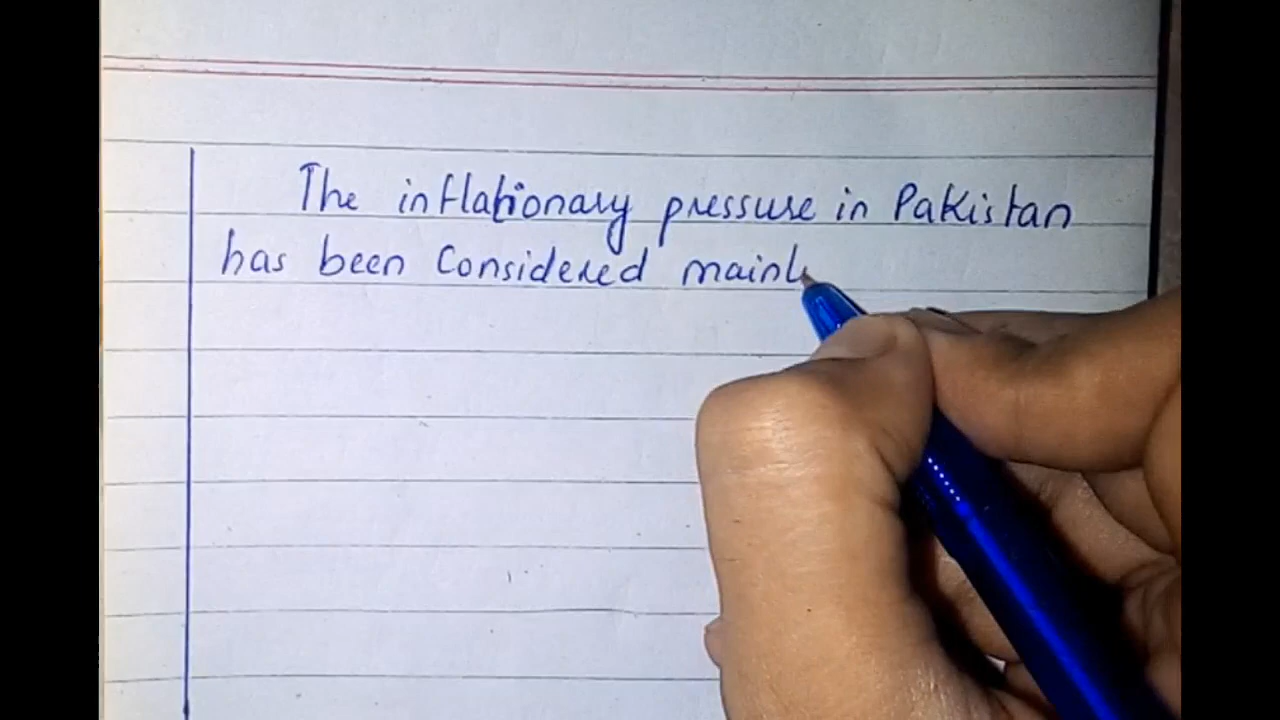 The inflationary pressure in Pakistan
has been Considered mainl